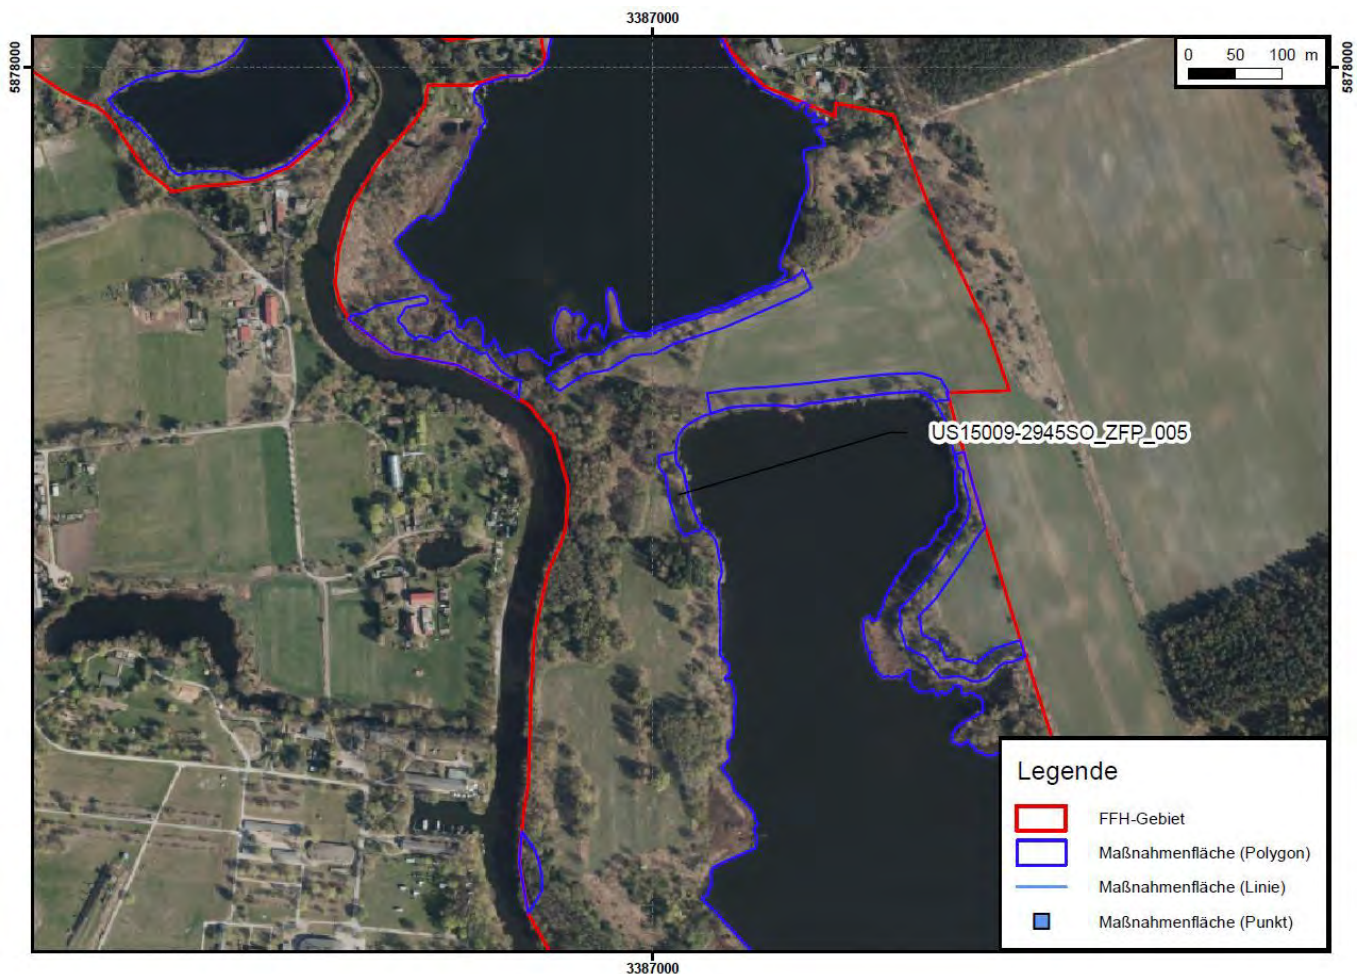 3387000
5878000
0 50 100 m
5878000
US15009-2945SO_ZFP_005
Legende
FFH-Gebiet
Maßnahmenfläche (Polygon)
Maßnahmenfläche (Linie)
Maßnahmenfläche (Punkt)
3387000